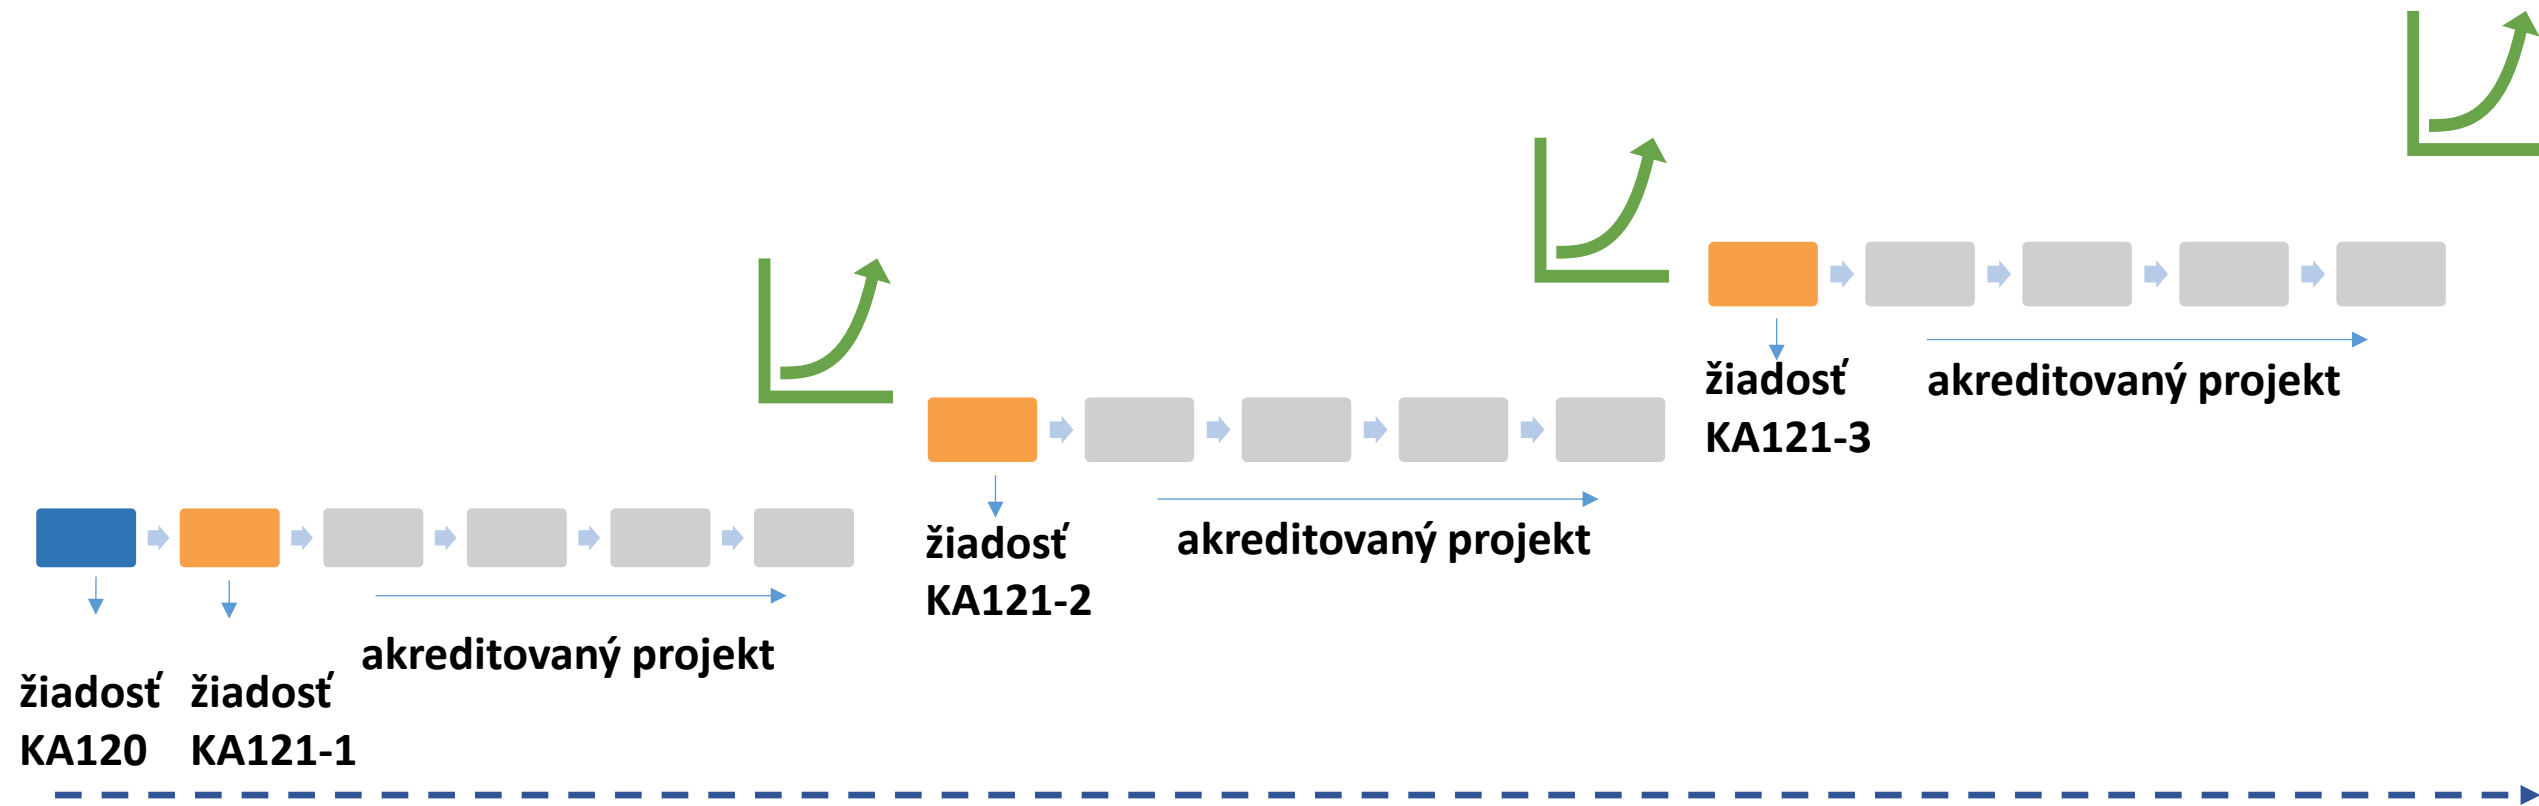 žiadosť
KA120
žiadosť
KA121-1
akreditovaný projekt
žiadosť
KA121-2
akreditovaný projekt
žiadosť
KA121-3
akreditovaný projekt